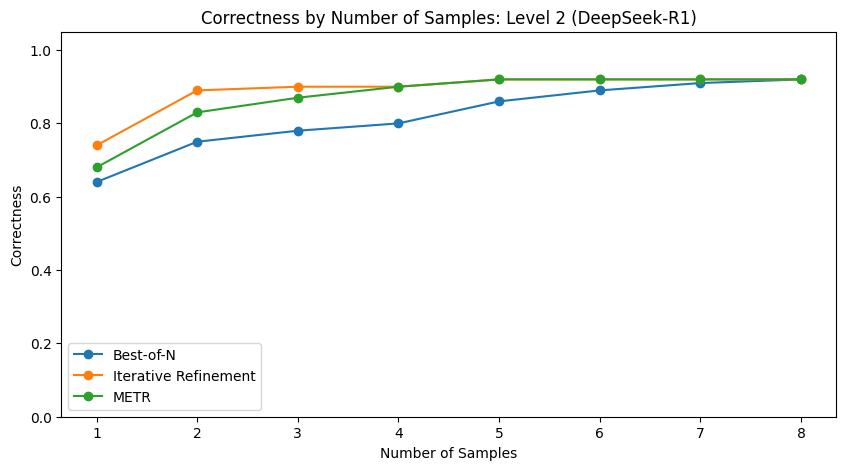 Correctness by Number of Samples: Level 2 (DeepSeek-R1)
1.0
0.8
0.6
0.4
0.2
0.0
Correctness
Best-of-N
Iterative Refinement
METR
1 2 3 4 5 6 7 8
Number of Samples